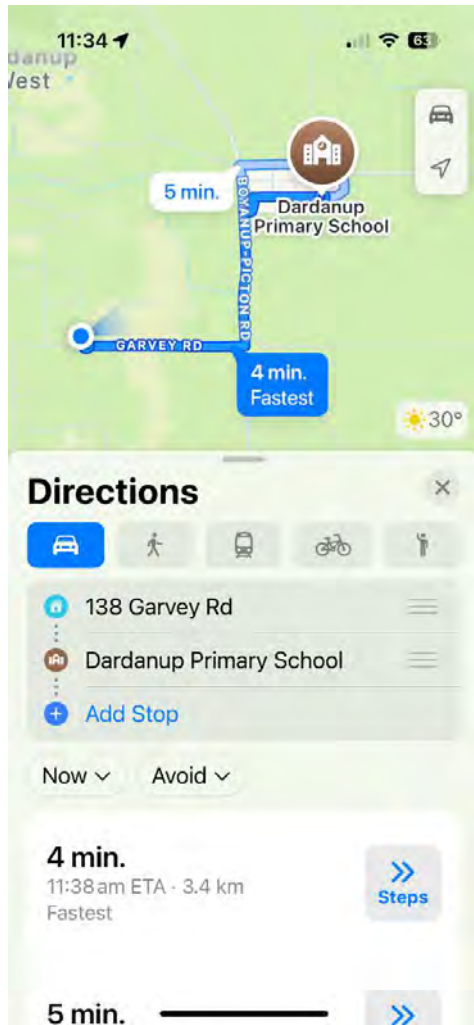 11:34
63
danup
West
5 min.
Dardanup
Primary School
BOYANUP-PICTON RD
GARVEY RD
4 min.
Fastest
30°
Directions
138 Garvey Rd
Dardanup Primary School
Add Stop
Now
Avoid
4 min.
11:38 am ETA · 3.4 km
Fastest
Steps
5 min.